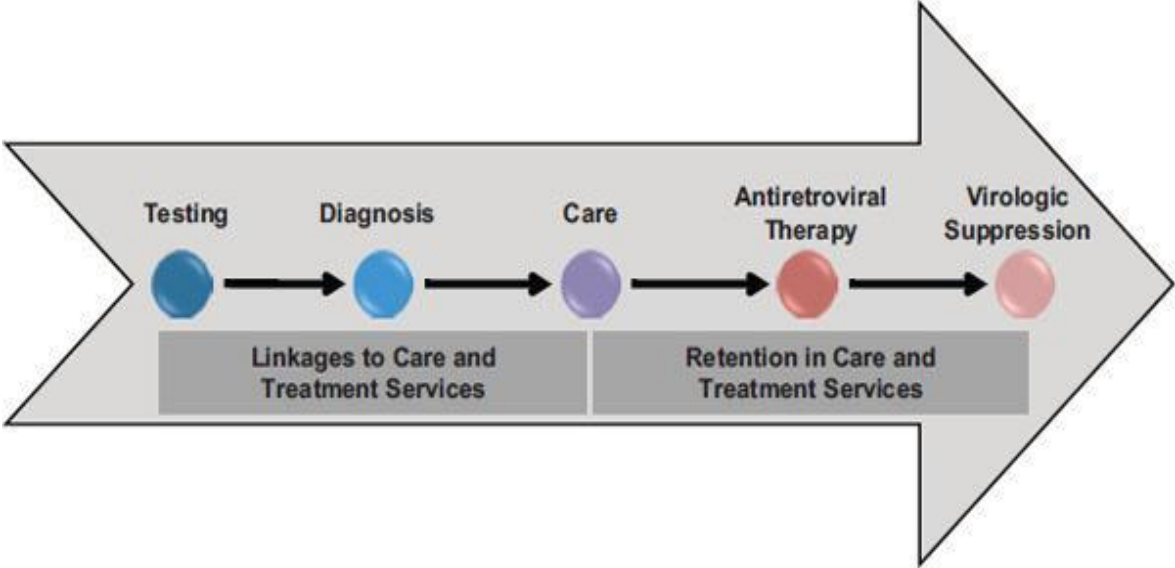 Testing
Diagnosis
Care
Antiretroviral
Therapy
Virologic
Suppression
Linkages to Care and
Treatment Services
Retention in Care and
Treatment Services